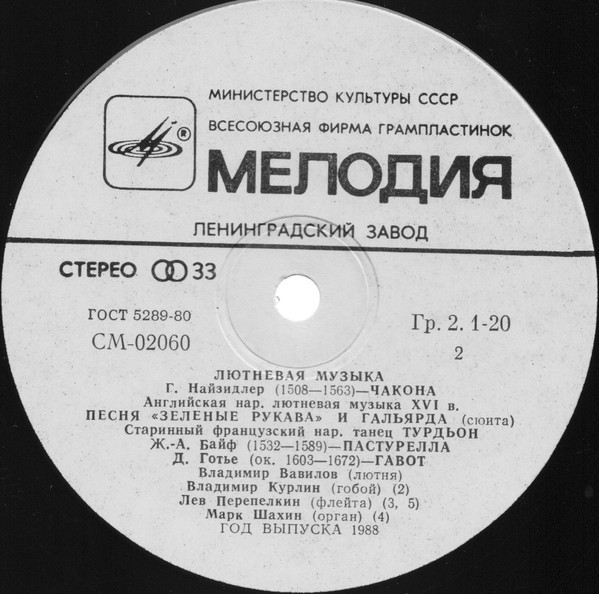 МИНИСТЕРСТВО КУЛЬТУРЫ СССР
ВСЕСОЮЗНАЯ ФИРМА ГРАМПЛАСТИНОК
®
МЕЛОДИЯ
ЛЕНИНГРАДСКИЙ ЗАВОД
СТЕРЕО 33
ГОСТ 5289-80
Гр. 2. 1-20
СМ-02060
2
ЛЮТНЕВАЯ МУЗЫКА
Г. Найзидлер (1508—1563)—ЧАКОНА
Английская нар. лютневая музыка XVI в.
ПЕСНЯ «ЗЕЛЕНЫЕ РУКАВА» И ГАЛЬЯРДА (сюита)
Старинный французский нар. танец ТУРДЬОН
Ж.-А. Байф (1532—1589)—ПАСТУРЕЛЛА
Д. Готье (ок. 1603—1672)—ГАВОТ
Владимир Вавилов (лютня)
Владимир Курлин (гобой) (2)
Лев Перепелкин (флейта) (3, 5)
Марк Шахин (орган) (4)
ГОД ВЫПУСКА 1988